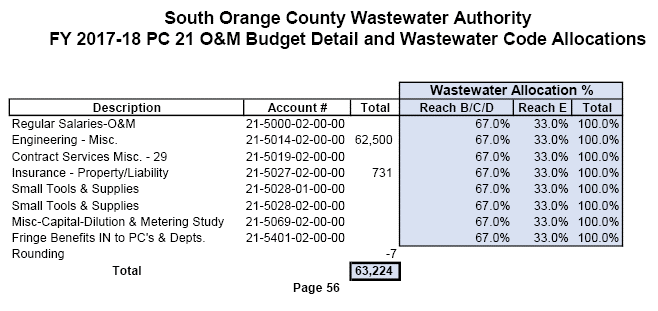 South Orange County Wastewater Authority
FY 2017-18 PC 21 O&M Budget Detail and Wastewater Code Allocations
Wastewater Allocation %
Description Account # Total Reach B/C/D Reach E Total
Regular Salaries-O&M 21-5000-02-00-00 67.0% 33.0% 100.0%
Engineering - Misc. 21-5014-02-00-00 62,500 67.0% 33.0% 100.0%
Contract Services Misc. - 29 21-5019-02-00-00 67.0% 33.0% 100.0%
Insurance - Property/Liability 21-5027-02-00-00 731 67.0% 33.0% 100.0%
Small Tools & Supplies 21-5028-01-00-00 67.0% 33.0% 100.0%
Small Tools & Supplies 21-5028-02-00-00 67.0% 33.0% 100.0%
Misc-Capital-Dilution & Metering Study 21-5069-02-00-00 67.0% 33.0% 100.0%
Fringe Benefits IN to PC's & Depts. 21-5401-02-00-00 67.0% 33.0% 100.0%
Rounding -7
Total 63,224
Page 56